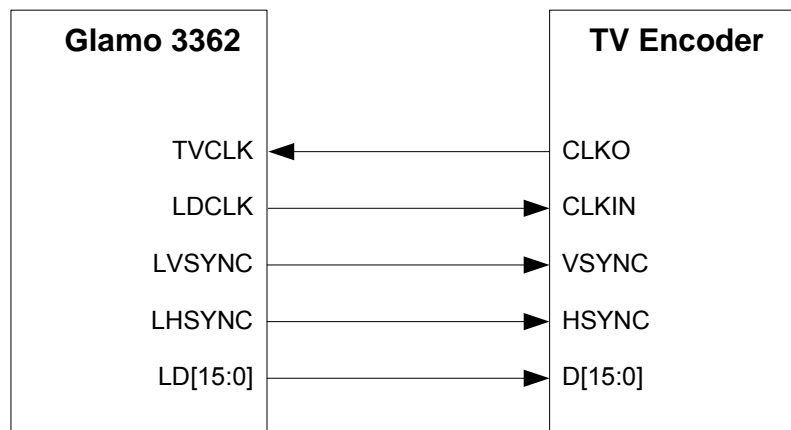 Glamo 3362 TV Encoder
TVCLK CLKO
LDCLK CLKIN
LVSYNC VSYNC
LHSYNC HSYNC
LD[15:0] D[15:0]